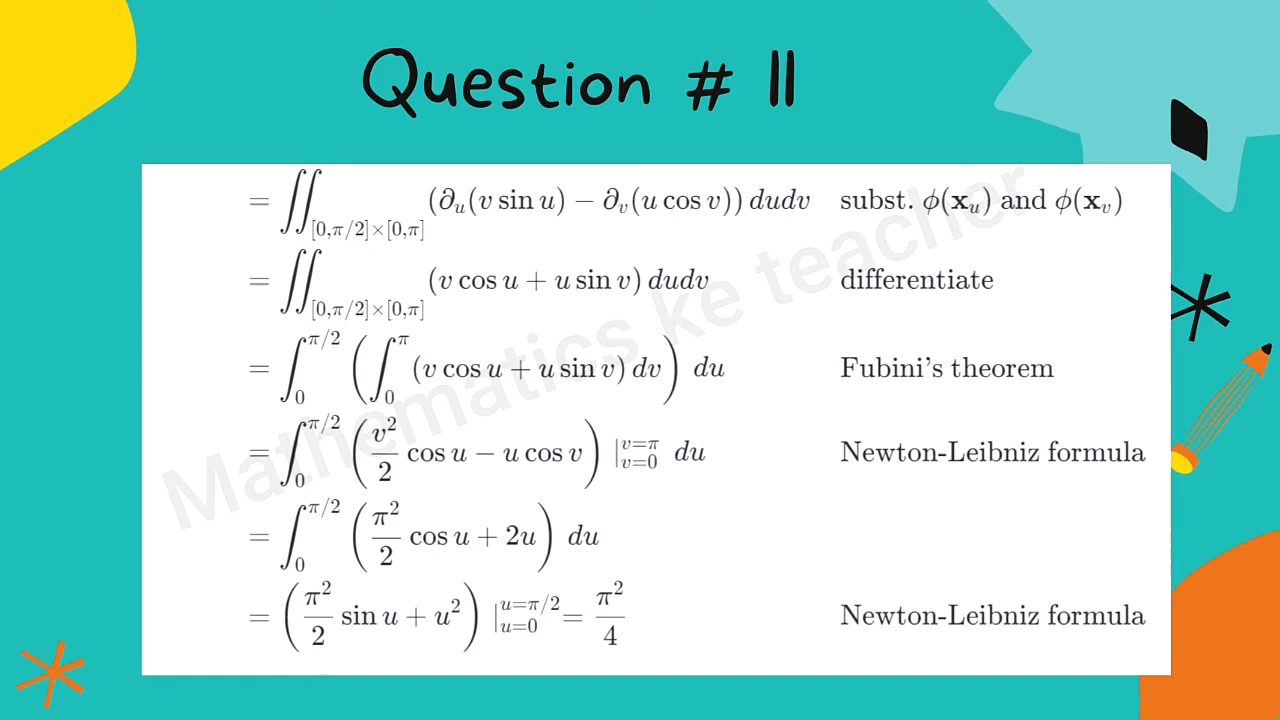 Question # 11
= ∬_{[0,π/2]×[0,π]} (∂_u(v sin u) − ∂_v(u cos v)) dudv subst. ϕ(𝐱_u) and ϕ(𝐱_v)
= ∬_{[0,π/2]×[0,π]} (v cos u + u sin v) dudv differentiate
= ∫_0^{π/2} (∫_0^π (v cos u + u sin v) dv) du Fubini's theorem
= ∫_0^{π/2} (v²/2 cos u − u cos v) |_{v=0}^{v=π} du Newton-Leibniz formula
= ∫_0^{π/2} (π²/2 cos u + 2u) du
= (π²/2 sin u + u²) |_{u=0}^{u=π/2} = π²/4 Newton-Leibniz formula
Mathematics ke teacher